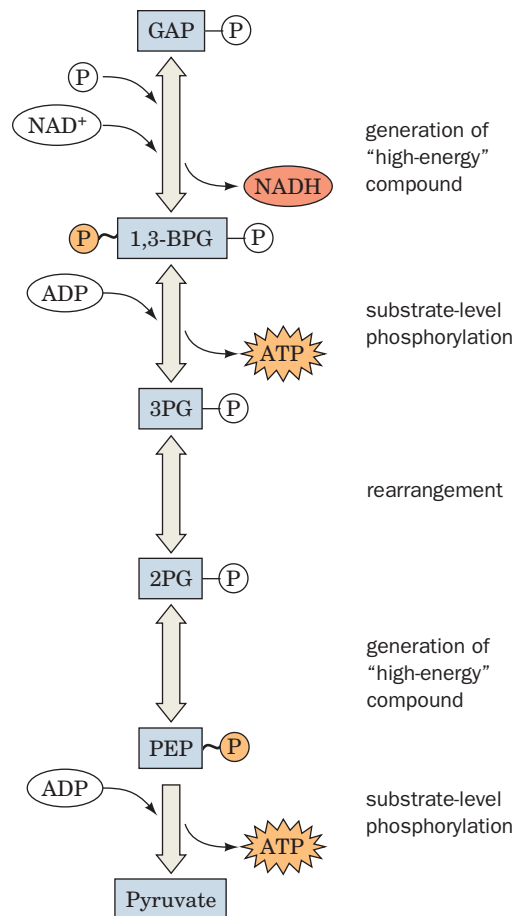 GAP P
P
NAD⁺
generation of
“high-energy”
compound
NADH
P 1,3-BPG P
ADP
substrate-level
phosphorylation
ATP
3PG P
rearrangement
2PG P
generation of
“high-energy”
compound
PEP P
ADP
substrate-level
phosphorylation
ATP
Pyruvate